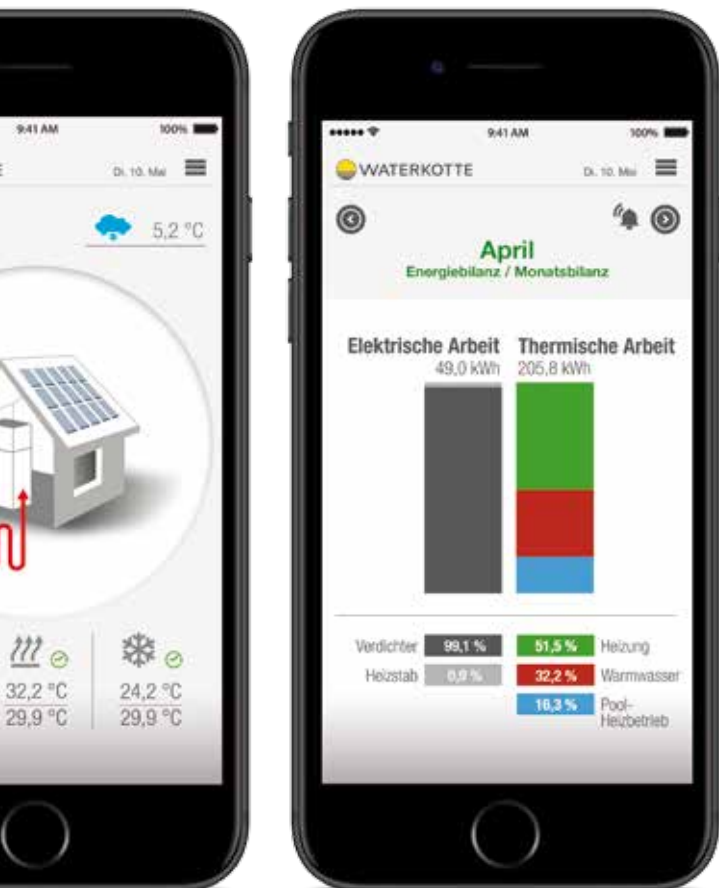 9:41 AM 100%
E Di. 10. Mai
5,2 °C
32,2 °C 24,2 °C
29,9 °C 29,9 °C
9:41 AM 100%
WATERKOTTE Di. 10. Mai
April
Energiebilanz / Monatsbilanz
Elektrische Arbeit Thermische Arbeit
49,0 kWh 205,8 kWh
Verdichter 99,1 % 51,5 % Heizung
Heizstab 0,9 % 32,2 % Warmwasser
16,3 % Pool-
Heizbetrieb